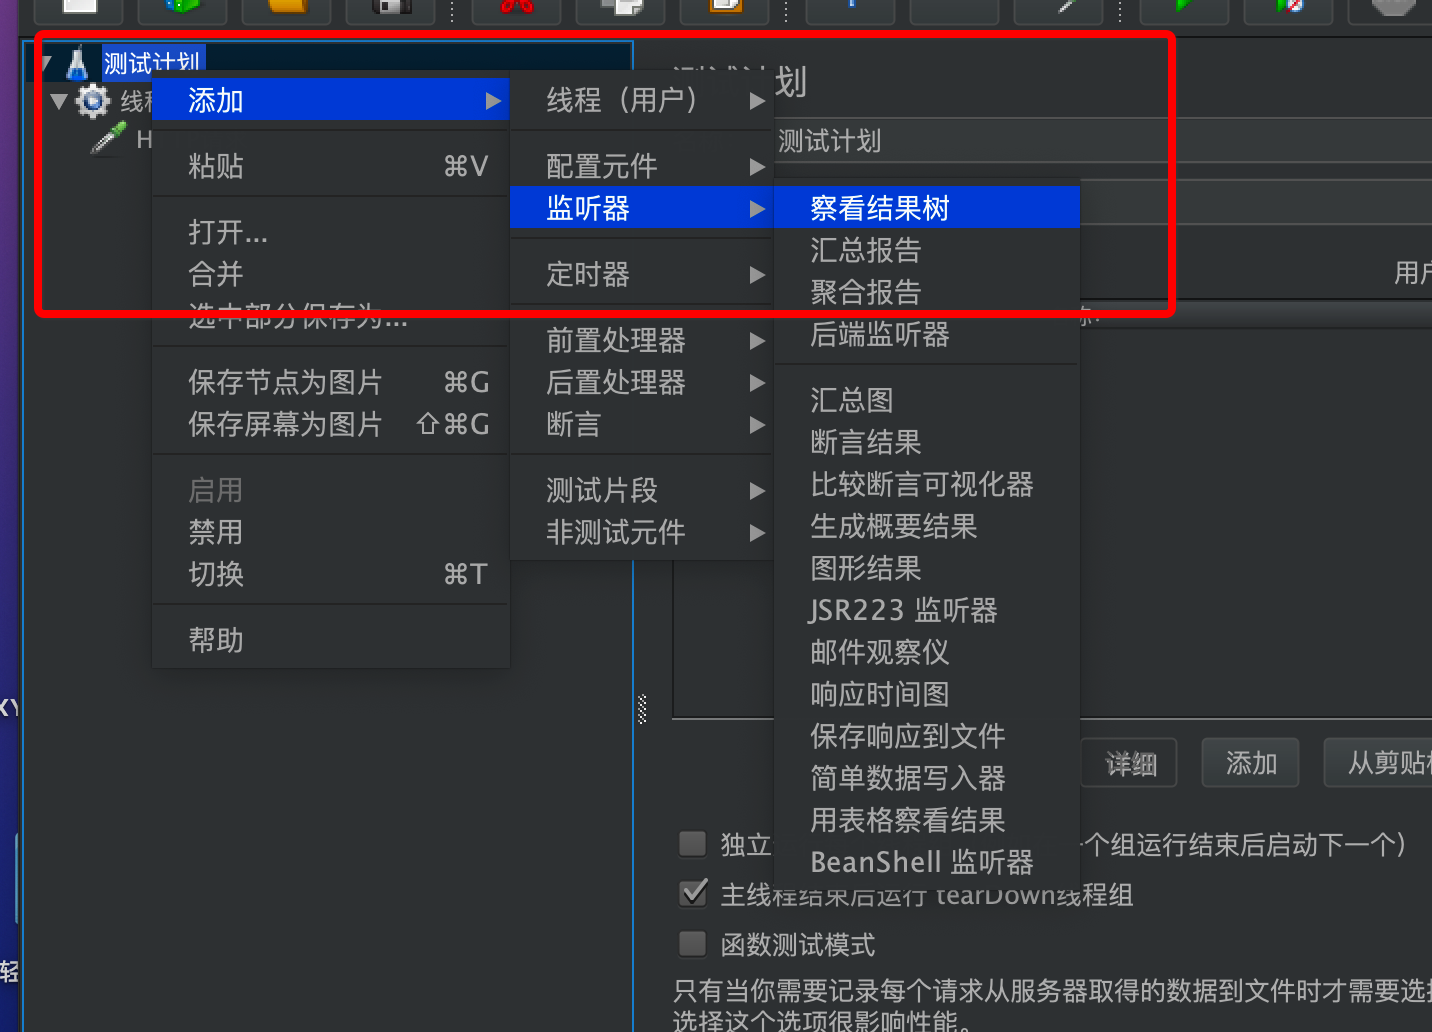 测试计划
测试计划
线程
H
添加
粘贴 ⌘V
打开...
合并
选中部分保存为...
保存节点为图片 ⌘G
保存屏幕为图片 ⇧⌘G
启用
禁用
切换 ⌘T
帮助
线程（用户）
配置元件
监听器
定时器
前置处理器
后置处理器
断言
测试片段
非测试元件
察看结果树
汇总报告
聚合报告
后端监听器
汇总图
断言结果
比较断言可视化器
生成概要结果
图形结果
JSR223 监听器
邮件观察仪
响应时间图
保存响应到文件
简单数据写入器
用表格察看结果
BeanShell 监听器
测试计划
用户
详细 添加 从剪贴
独立 个组运行结束后启动下一个）
主线程结束后运行 tearDown线程组
函数测试模式
只有当你需要记录每个请求从服务器取得的数据到文件时才需要选择
选择这个选项很影响性能。
XY
轻